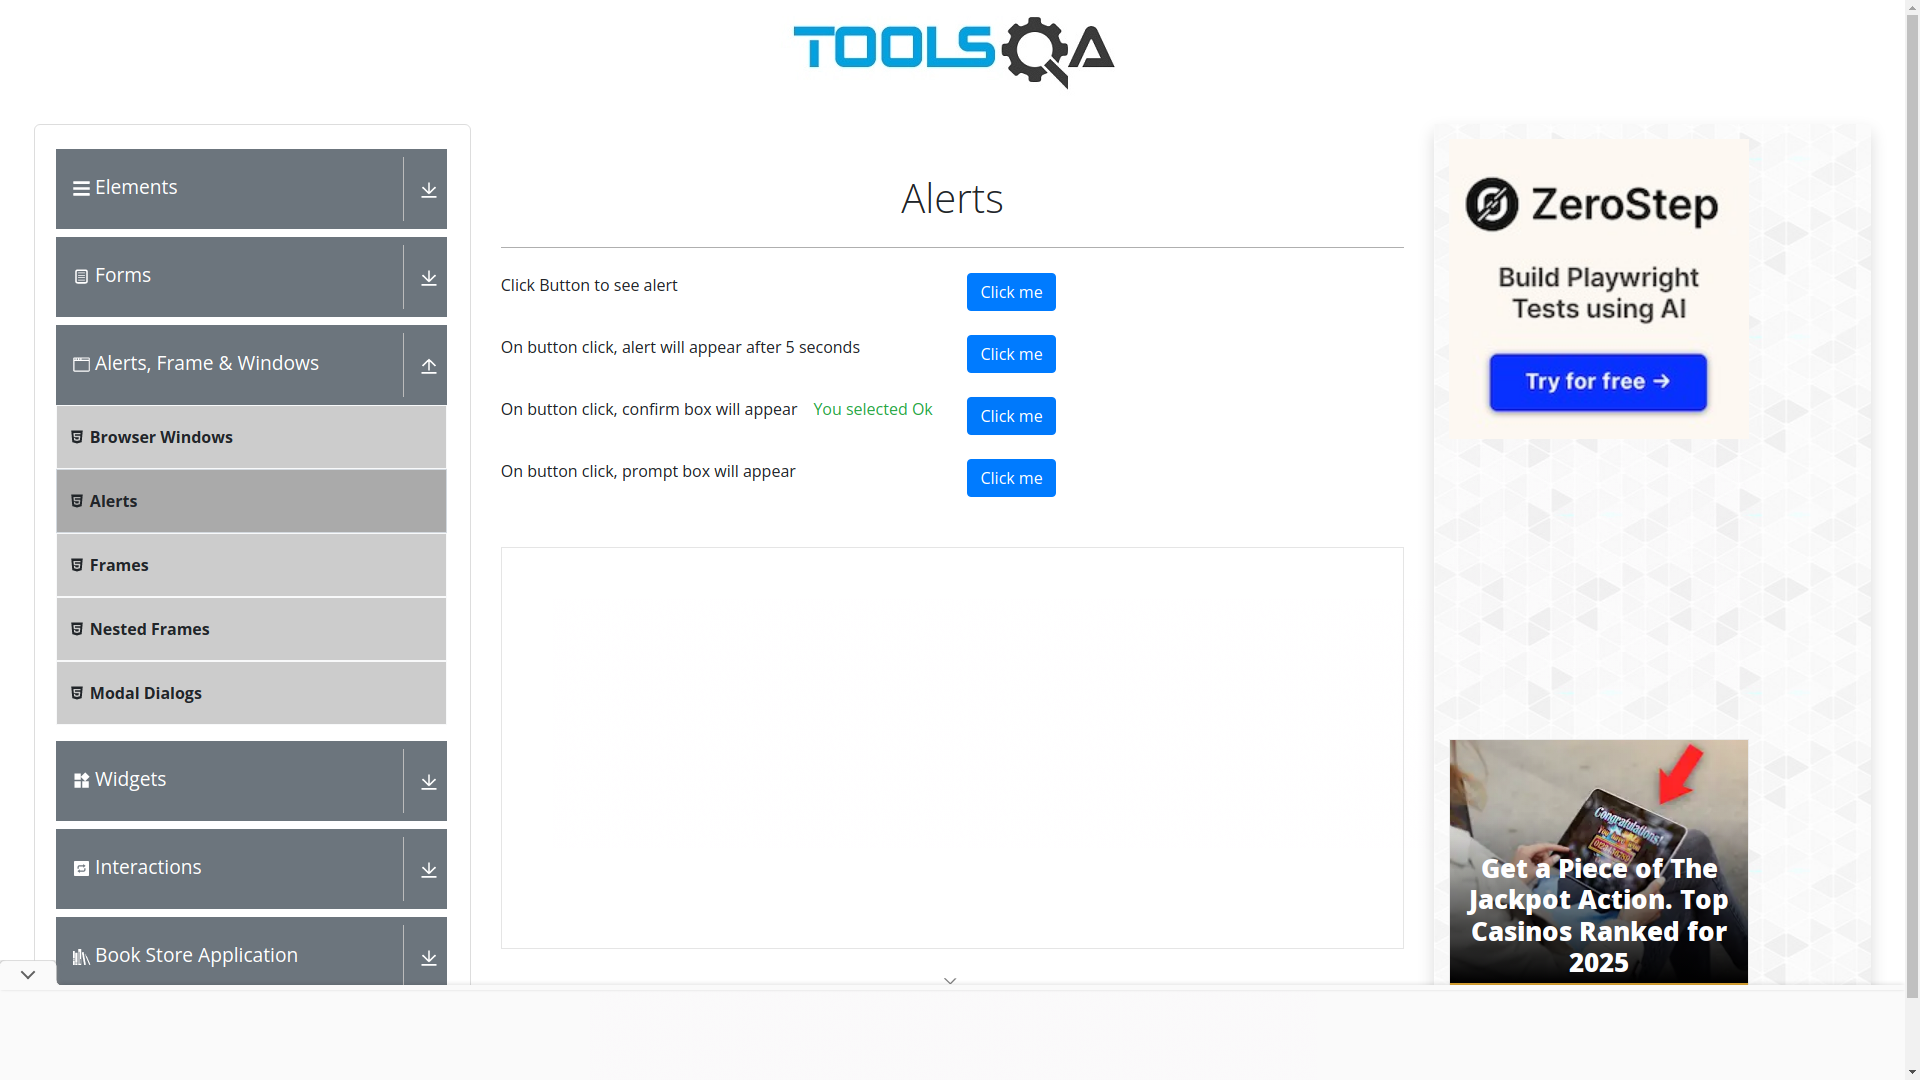 TOOLSQA
Elements
Forms
Alerts, Frame & Windows
Browser Windows
Alerts
Frames
Nested Frames
Modal Dialogs
Widgets
Interactions
Book Store Application
Alerts
Click Button to see alert
Click me
On button click, alert will appear after 5 seconds
Click me
On button click, confirm box will appear You selected Ok
Click me
On button click, prompt box will appear
Click me
ZeroStep
Build Playwright
Tests using AI
Try for free →
Congratulations!
Get a Piece of The
Jackpot Action. Top
Casinos Ranked for
2025